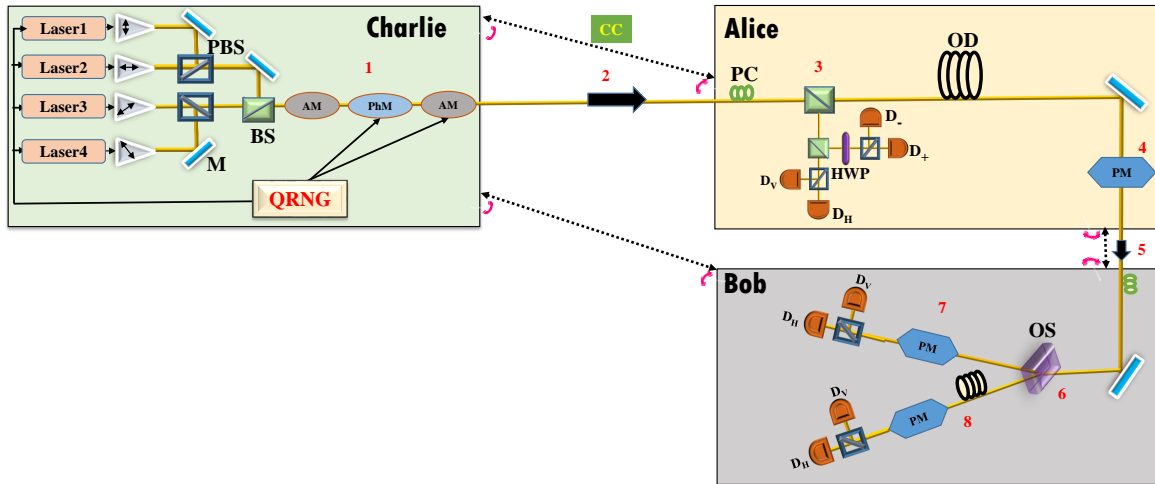 Charlie
Laser1
Laser2
Laser3
Laser4
PBS
1
AM
PhM
AM
BS
M
QRNG
CC
2
Alice
PC
3
OD
D-
D+
HWP
DV
DH
4
PM
5
Bob
DV
DH
7
PM
OS
6
8
PM
DV
DH